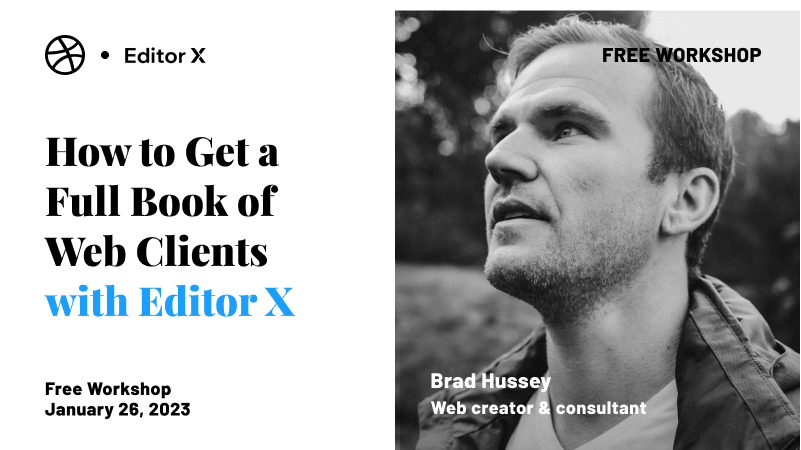 • Editor X
How to Get a
Full Book of
Web Clients
with Editor X
Free Workshop
January 26, 2023
FREE WORKSHOP
Brad Hussey
Web creator & consultant